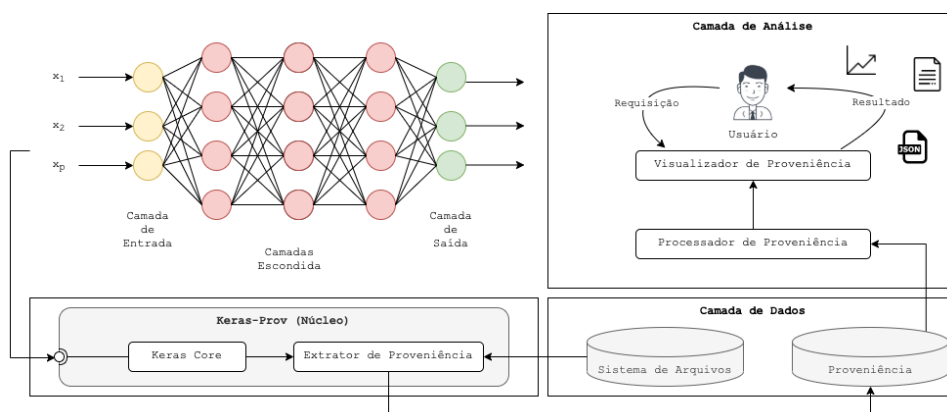 x1
x2
xp
Camada
de
Entrada
Camadas
Escondida
Camada
de
Saída
Camada de Análise
Requisição
Resultado
Usuário
JSON
Visualizador de Proveniência
Processador de Proveniência
Keras-Prov (Núcleo)
Keras Core
Extrator de Proveniência
Camada de Dados
Sistema de Arquivos
Proveniência